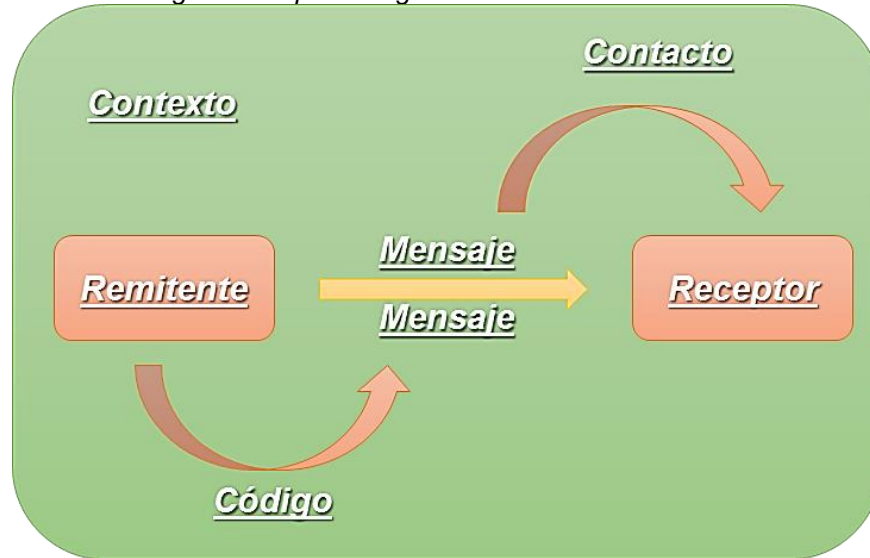 Contacto
Contexto
Mensaje
Remitente
Receptor
Mensaje
Código